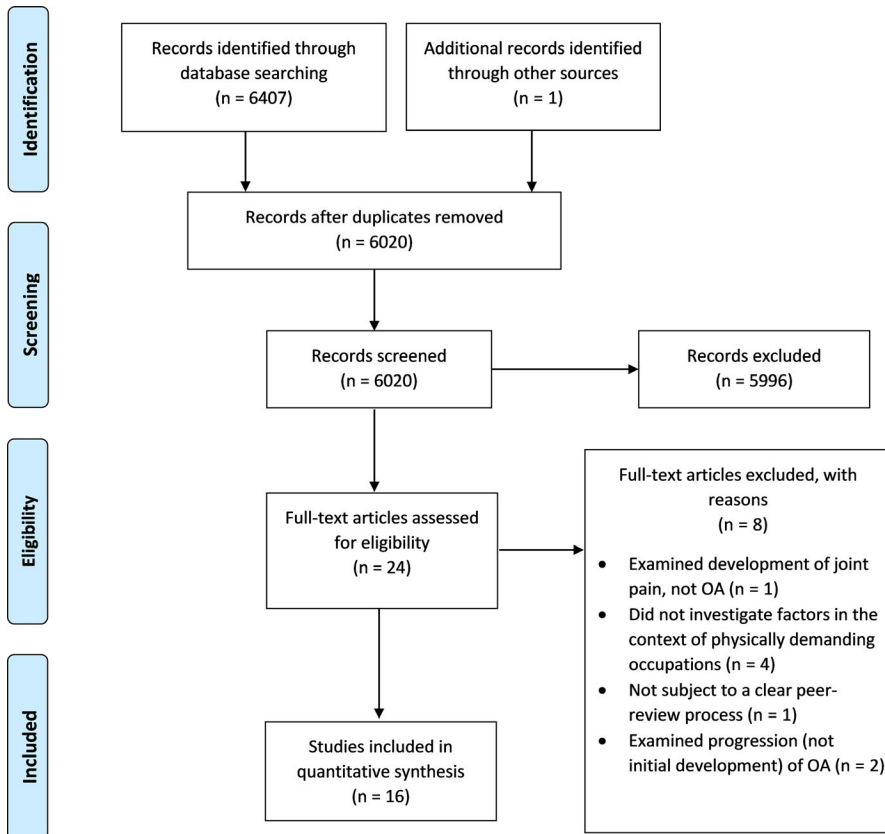 Identification
Records identified through
database searching
(n = 6407)
Additional records identified
through other sources
(n = 1)
Records after duplicates removed
(n = 6020)
Screening
Records screened
(n = 6020)
Records excluded
(n = 5996)
Eligibility
Full-text articles assessed
for eligibility
(n = 24)
Full-text articles excluded, with
reasons
(n = 8)
• Examined development of joint
pain, not OA (n = 1)
• Did not investigate factors in the
context of physically demanding
occupations (n = 4)
• Not subject to a clear peer-
review process (n = 1)
• Examined progression (not
initial development) of OA (n = 2)
Included
Studies included in
quantitative synthesis
(n = 16)